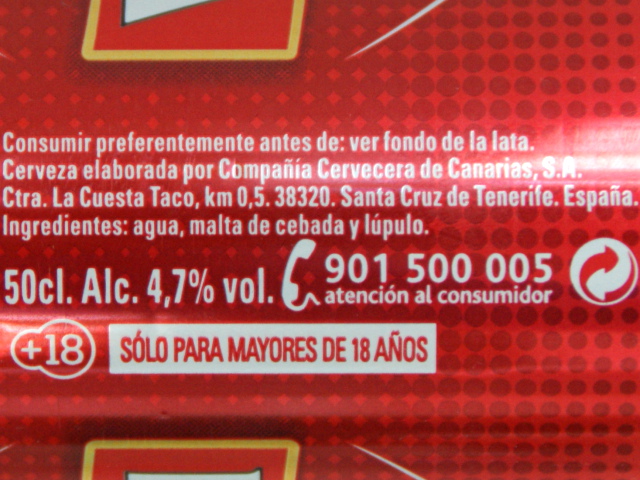 Consumir preferentemente antes de: ver fondo de la lata.
Cerveza elaborada por Compañía Cervecera de Canarias, S.A.
Ctra. La Cuesta Taco, km 0,5. 38320. Santa Cruz de Tenerife. España.
Ingredientes: agua, malta de cebada y lúpulo.
50cl. Alc. 4,7% vol. 901 500 005
atención al consumidor
+18 SÓLO PARA MAYORES DE 18 AÑOS